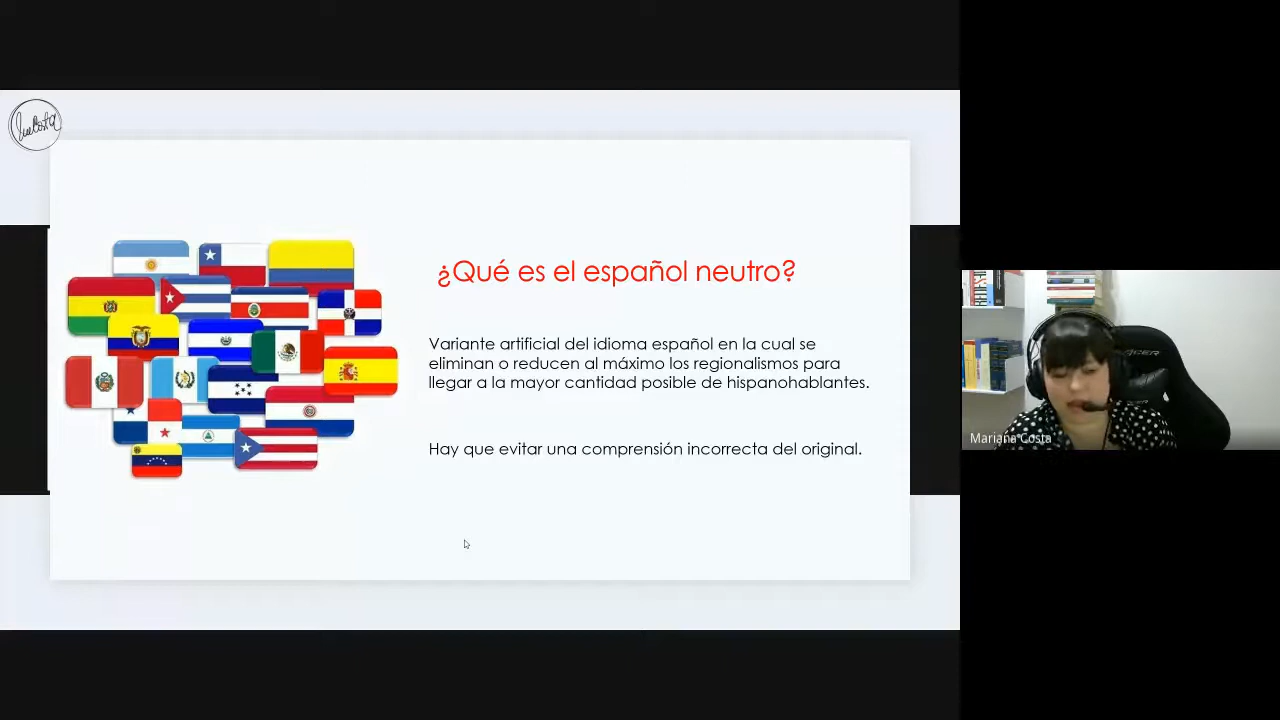 ¿Qué es el español neutro?
Variante artificial del idioma español en la cual se
eliminan o reducen al máximo los regionalismos para
llegar a la mayor cantidad posible de hispanohablantes.
Hay que evitar una comprensión incorrecta del original.
Mariana Costa